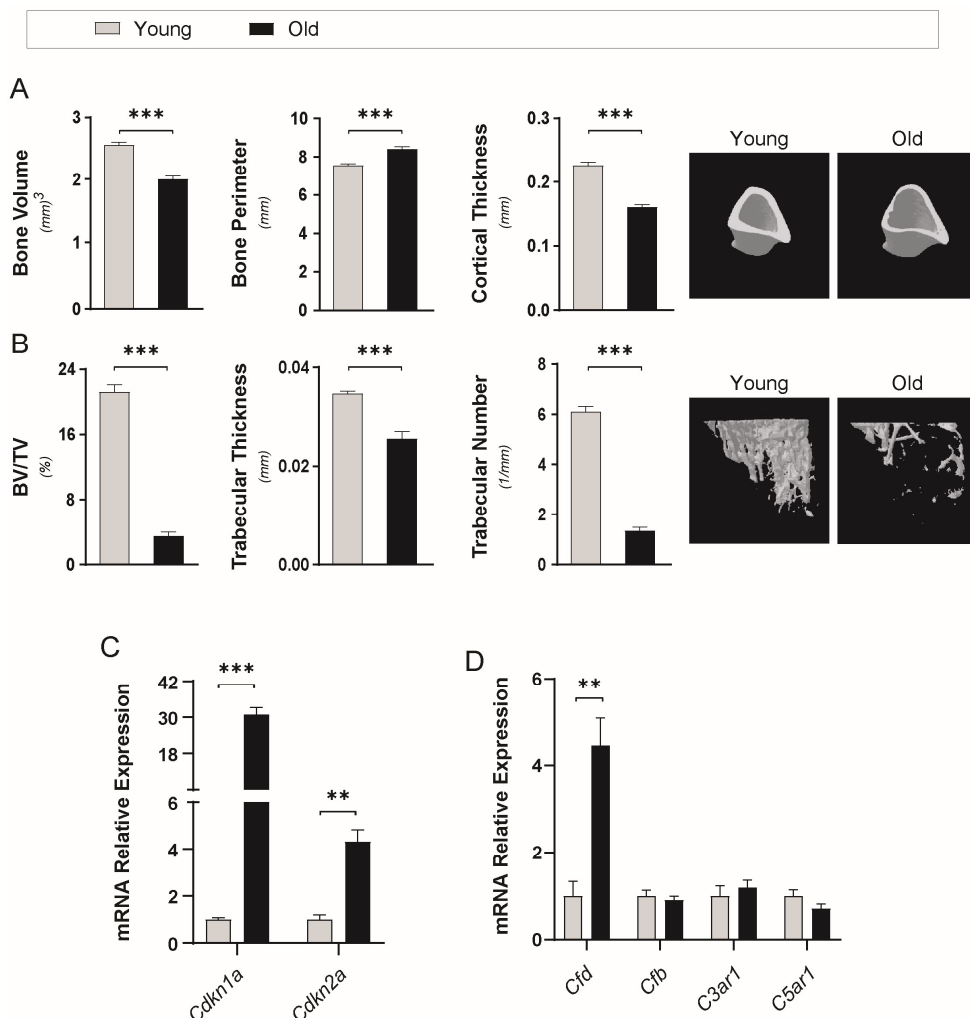 Young Old
A
Bone Volume
(mm)³
3
2
1
0
***
Bone Perimeter
(mm)
10
8
6
4
2
0
***
Cortical Thickness
(mm)
0.3
0.2
0.1
0.0
***
Young Old
B
BV/TV
(%)
24
16
8
0
***
Trabecular Thickness
(mm)
0.04
0.02
0.00
***
Trabecular Number
(1/mm)
8
6
4
2
0
***
Young Old
C
mRNA Relative Expression
42
30
18
6
4
2
0
***
**
Cdkn1a Cdkn2a
D
mRNA Relative Expression
6
4
2
0
**
Cfd Cfb C3ar1 C5ar1